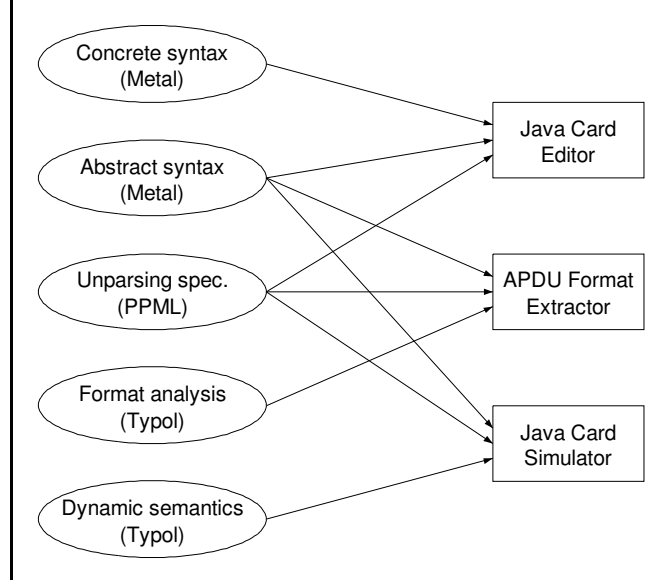 Concrete syntax
(Metal)
Abstract syntax
(Metal)
Unparsing spec.
(PPML)
Format analysis
(Typol)
Dynamic semantics
(Typol)
Java Card
Editor
APDU Format
Extractor
Java Card
Simulator